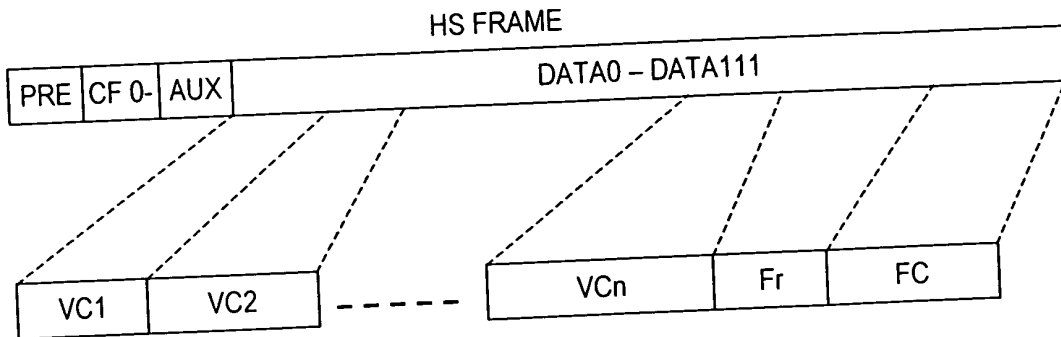 HS FRAME
PRE CF 0- AUX DATA0 – DATA111
VC1 VC2 VCn Fr FC